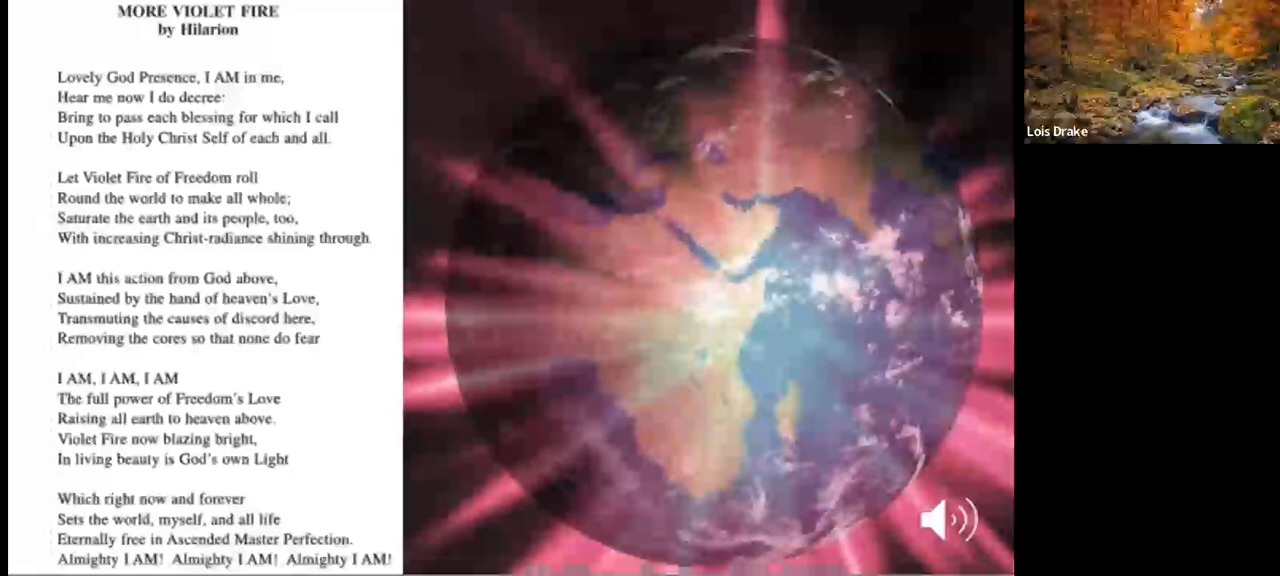 MORE VIOLET FIRE
by Hilarion
Lovely God Presence, I AM in me,
Hear me now I do decree:
Bring to pass each blessing for which I call
Upon the Holy Christ Self of each and all.
Let Violet Fire of Freedom roll
Round the world to make all whole;
Saturate the earth and its people, too,
With increasing Christ-radiance shining through.
I AM this action from God above,
Sustained by the hand of heaven's Love,
Transmuting the causes of discord here,
Removing the cores so that none do fear
I AM, I AM, I AM
The full power of Freedom's Love
Raising all earth to heaven above.
Violet Fire now blazing bright,
In living beauty is God's own Light
Which right now and forever
Sets the world, myself, and all life
Eternally free in Ascended Master Perfection.
Almighty I AM! Almighty I AM! Almighty I AM!
Lois Drake